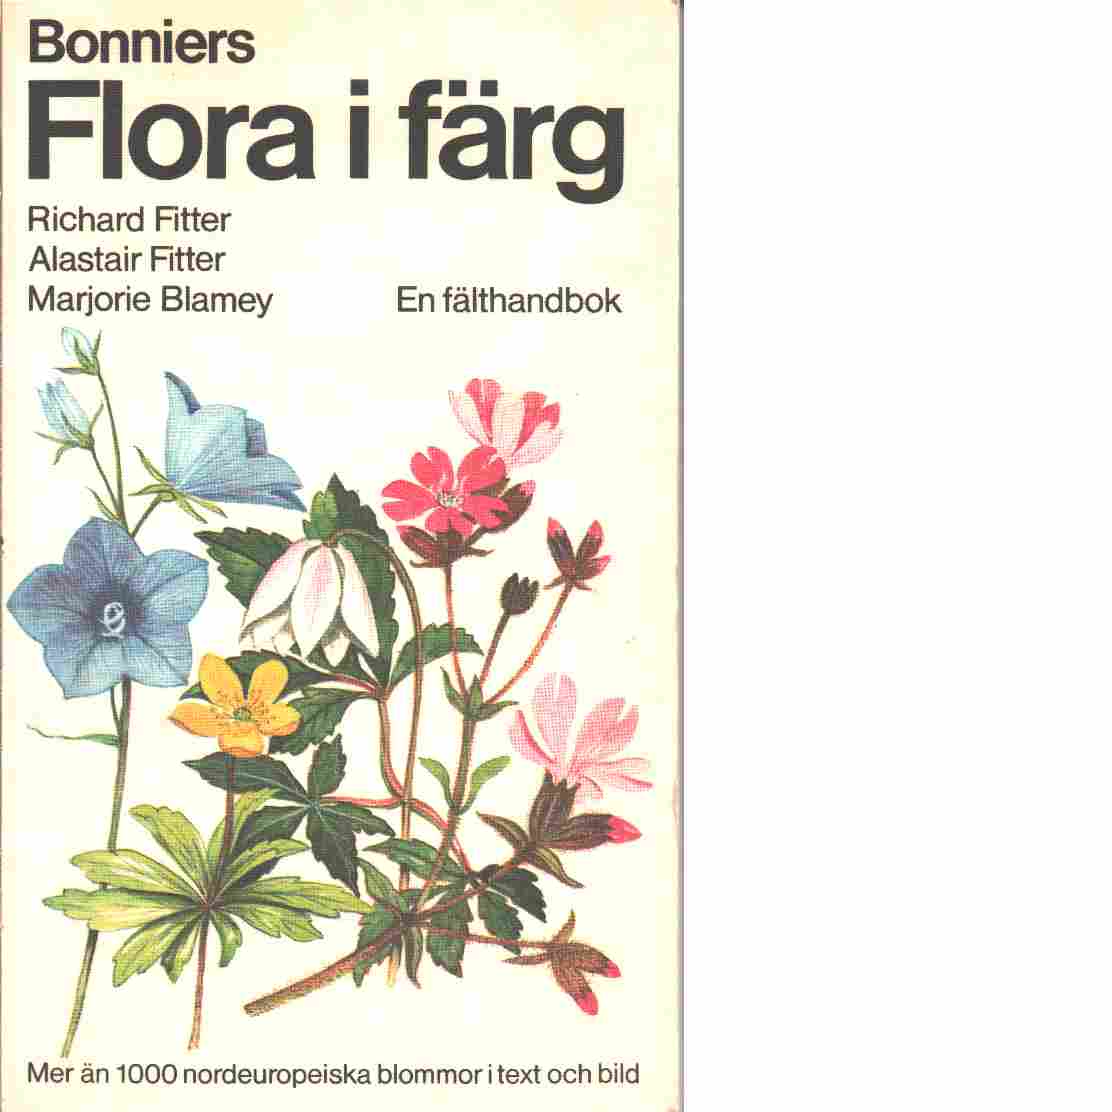 Bonniers
Flora i färg
Richard Fitter
Alastair Fitter
Marjorie Blamey
En fälthandbok
Mer än 1000 nordeuropeiska blommor i text och bild